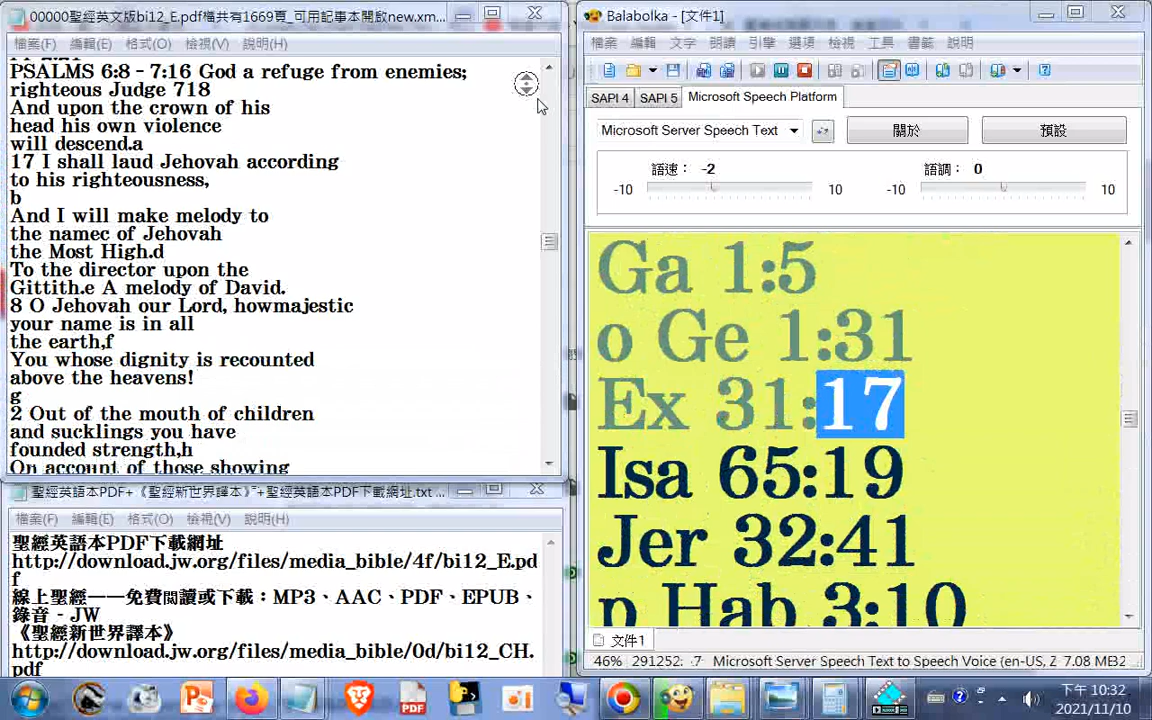 00000聖經英文版bi12_E.pdf檔共有1669頁_可用記事本開啟new.xm...
檔案(F) 編輯(E) 格式(O) 檢視(V) 說明(H)
PSALMS 6:8 - 7:16 God a refuge from enemies;
righteous Judge 718
And upon the crown of his
head his own violence
will descend.a
17 I shall laud Jehovah according
to his righteousness,
b
And I will make melody to
the namec of Jehovah
the Most High.d
To the director upon the
Gittith.e A melody of David.
8 O Jehovah our Lord, howmajestic
your name is in all
the earth,f
You whose dignity is recounted
above the heavens!
g
2 Out of the mouth of children
and sucklings you have
founded strength,h
On account of those showing
聖經英語本PDF+《聖經新世界譯本》"+聖經英語本PDF下載網址.txt ...
檔案(F) 編輯(E) 格式(O) 檢視(V) 說明(H)
聖經英語本PDF下載網址
http://download.jw.org/files/media_bible/4f/bi12_E.pd
f
線上聖經——免費閱讀或下載：MP3、AAC、PDF、EPUB、
錄音 - JW
《聖經新世界譯本》
http://download.jw.org/files/media_bible/0d/bi12_CH.
pdf
Balabolka - [文件1]
檔案 編輯 文字 朗讀 引擎 選項 檢視 工具 書籤 說明
SAPI 4 SAPI 5 Microsoft Speech Platform
Microsoft Server Speech Text 關於 預設
語速： -2 語調： 0
-10 10 -10 10
Ga 1:5
o Ge 1:31
Ex 31:17
Isa 65:19
Jer 32:41
p Hab 3:10
文件1
46% 291252: :7 Microsoft Server Speech Text to Speech Voice (en-US, Z 7.08 MB2
PDF
下午 10:32
2021/11/10